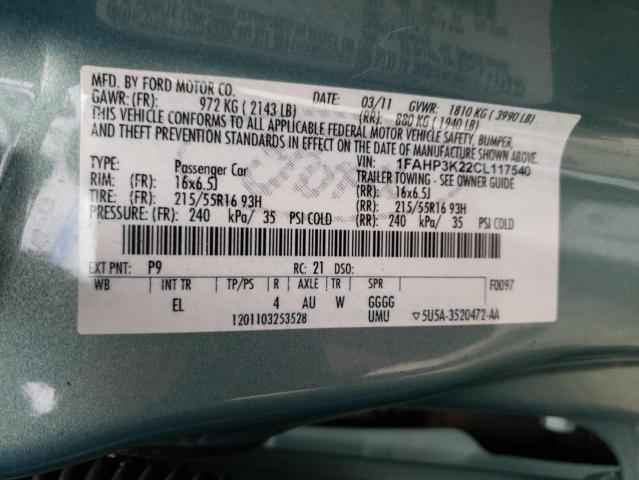 MFD. BY FORD MOTOR CO.
DATE: 03/11 GVWR: 1810 KG ( 3990 LB)
GAWR: (FR): 972 KG ( 2143 LB) (RR): 880 KG ( 1940 LB)
THIS VEHICLE CONFORMS TO ALL APPLICABLE FEDERAL MOTOR VEHICLE SAFETY, BUMPER,
AND THEFT PREVENTION STANDARDS IN EFFECT ON THE DATE OF MANUFACTURE SHOWN ABOVE.
VIN: 1FAHP3K22CL117540
TYPE: Passenger Car TRAILER TOWING - SEE OWNER GUIDE
RIM: (FR): 16x6.5J (RR): 16x6.5J
TIRE: (FR): 215/55R16 93H (RR): 215/55R16 93H
PRESSURE: (FR): 240 kPa/ 35 PSI COLD (RR): 240 kPa/ 35 PSI COLD
EXT PNT: P9 RC: 21 DSO:
WB INT TR TP/PS R AXLE TR SPR F0097
EL 4 AU W GGGG
1201103253528 UMU ▽5U5A-3520472-AA